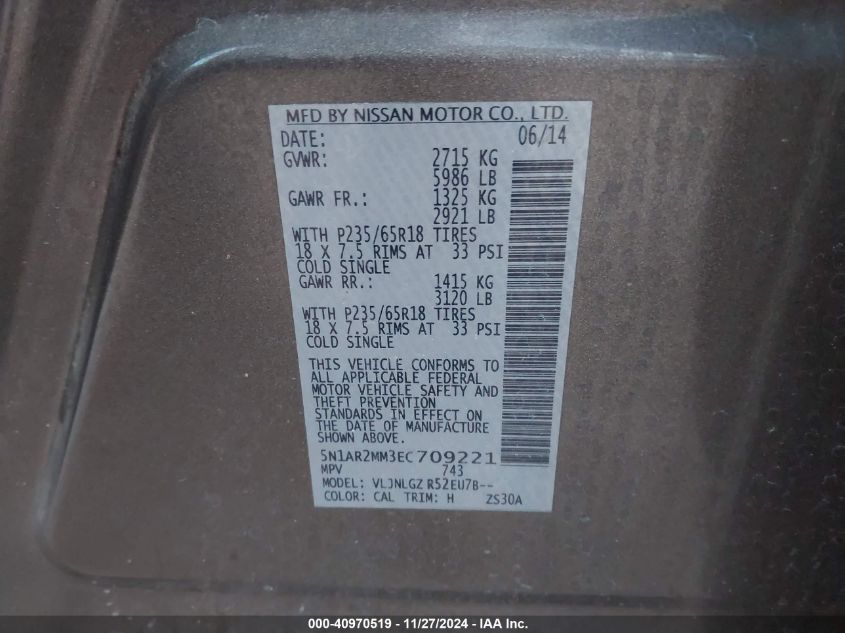 MFD BY NISSAN MOTOR CO., LTD.
DATE: 06/14
GVWR: 2715 KG
5986 LB
GAWR FR.: 1325 KG
2921 LB
WITH P235/65R18 TIRES
18 X 7.5 RIMS AT 33 PSI
COLD SINGLE
GAWR RR.: 1415 KG
3120 LB
WITH P235/65R18 TIRES
18 X 7.5 RIMS AT 33 PSI
COLD SINGLE
THIS VEHICLE CONFORMS TO
ALL APPLICABLE FEDERAL
MOTOR VEHICLE SAFETY AND
THEFT PREVENTION
STANDARDS IN EFFECT ON
THE DATE OF MANUFACTURE
SHOWN ABOVE.
5N1AR2MM3EC709221
MPV 743
MODEL: VLJNLGZ R52EU7B--
COLOR: CAL TRIM: H ZS30A
000-40970519 - 11/27/2024 - IAA Inc.